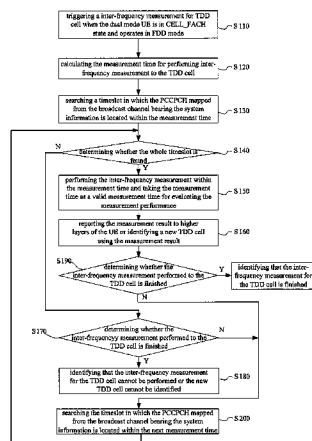 triggering a inter-frequency measurement for TDD
cell when the dual mode UE is in CELL_FACH
state and operates in FDD mode
S110
calculating the measurement time for performing inter-
frequency measurement to the TDD cell
S120
searching a timeslot in which the PCCPCH mapped
from the broadcast channel bearing the system
information is located within the measurement time
S130
N
determining whether the whole timeslot is
found
S140
Y
performing the inter-frequency measurement within
the measurement time and taking the measurement
time as a valid measurement time for evaluating the
measurement performance
S150
reporting the measurement result to higher
layers of the UE or identifying a new TDD cell
using the measurement result
S160
S190
determining whether the
inter-frequency measurement performed to the
TDD cell is finished
Y
identifying that the inter-
frequency measurement for
the TDD cell is finished
N
S170
determining whether the
inter-frequencyy measurement performed to the
TDD cell is finished
N
Y
identifying that the inter-frequency measurement
for the TDD cell cannot be performed or the new
TDD cell cannot be identified
S180
searching the timeslot in which the PCCPCH mapped
from the broadcast channel bearing the system
information is located within the next measurement time
S200